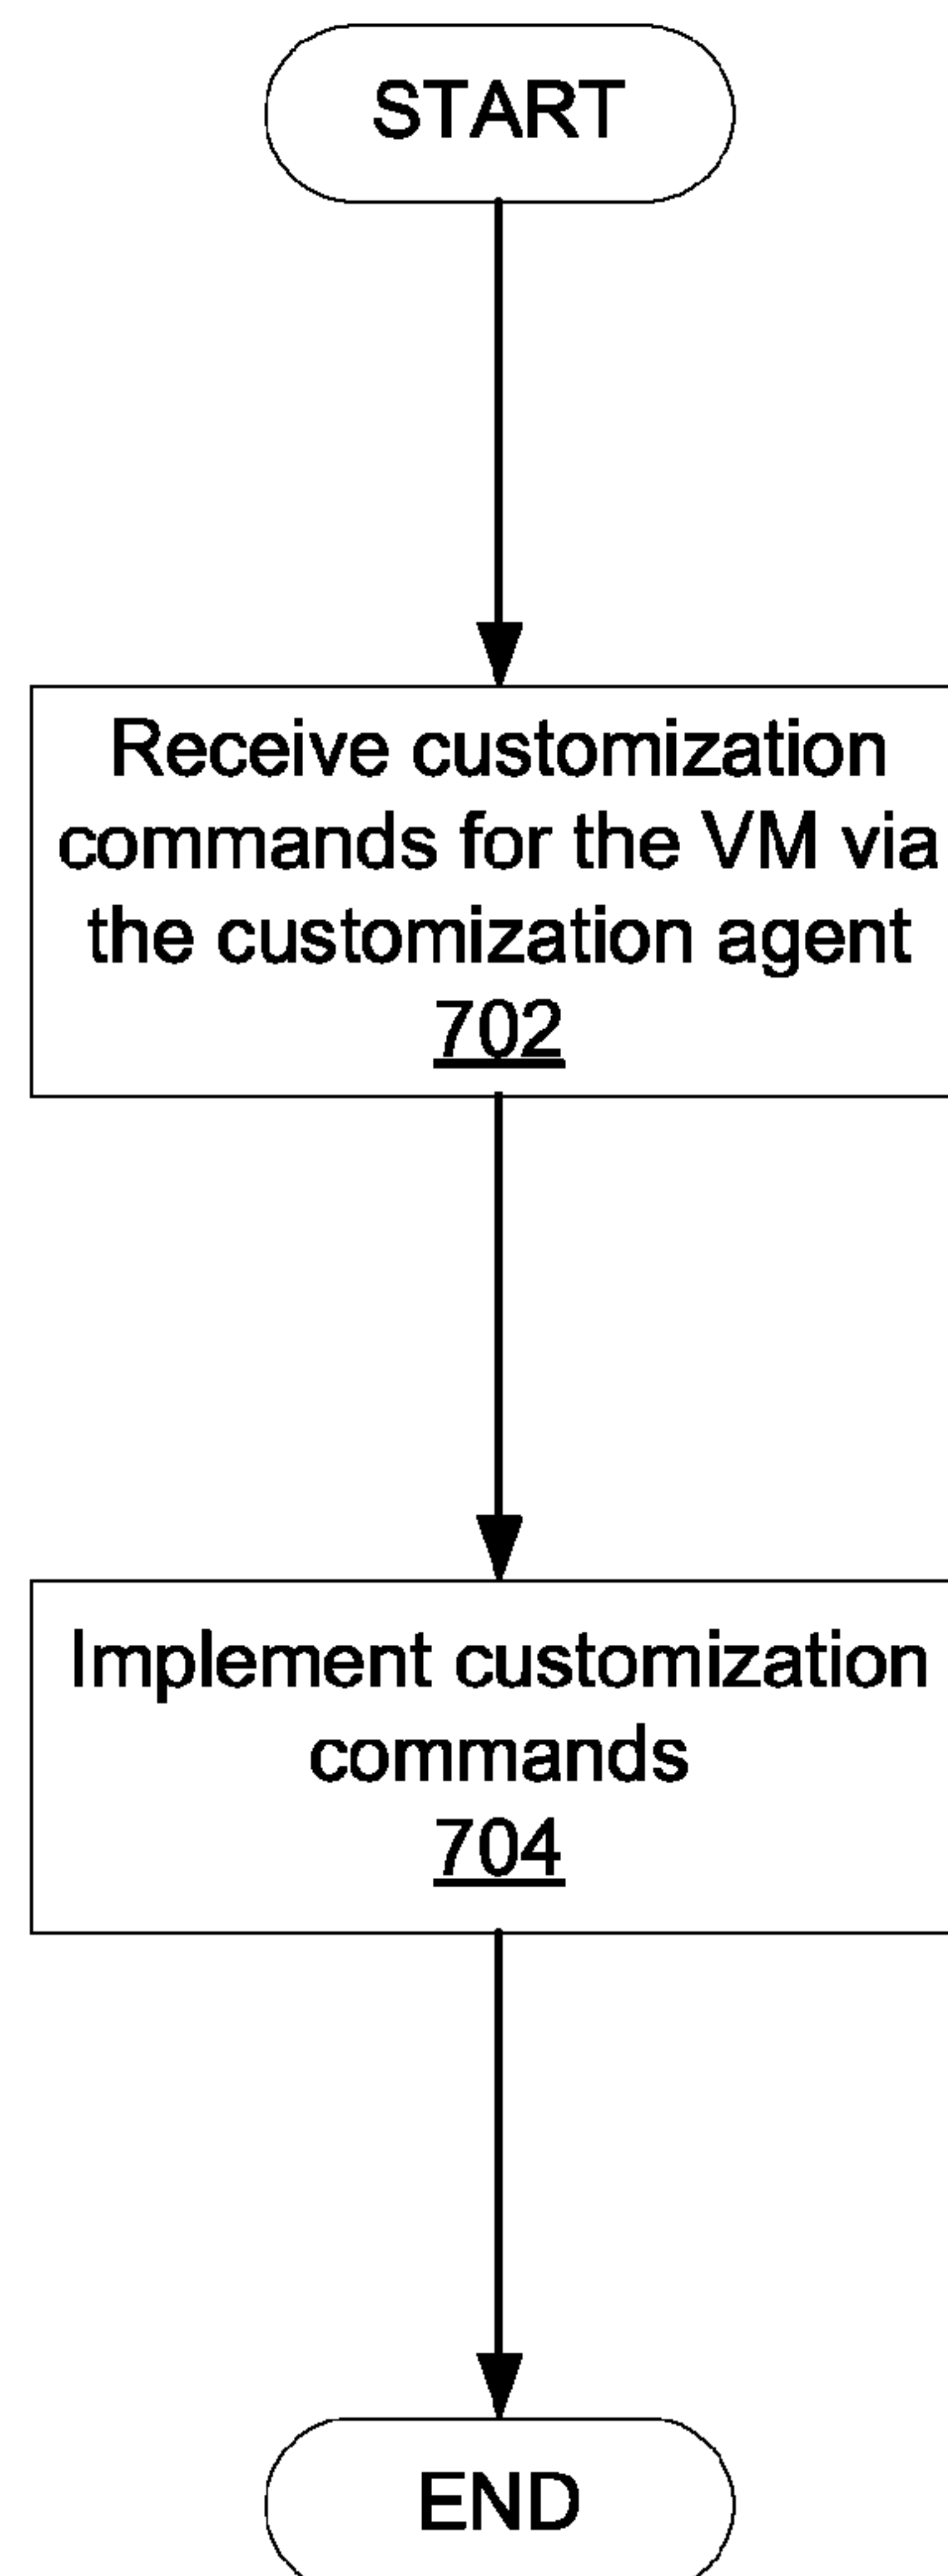 START
Receive customization
commands for the VM via
the customization agent
702
Implement customization
commands
704
END